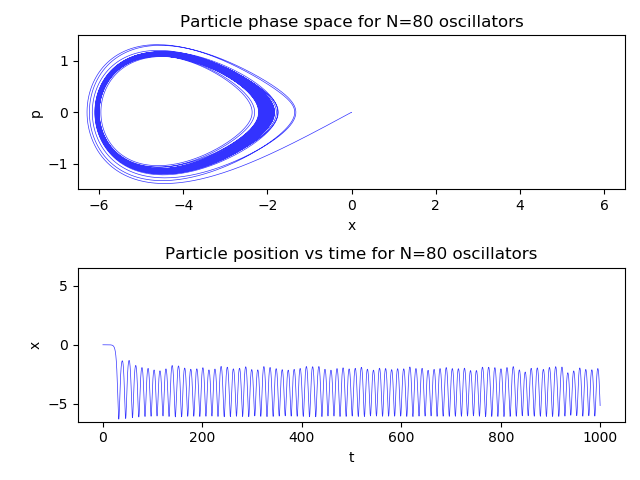 Particle phase space for N=80 oscillators
1
0
−1
p
−6 −4 −2 0 2 4 6
x
Particle position vs time for N=80 oscillators
5
0
−5
x
0 200 400 600 800 1000
t